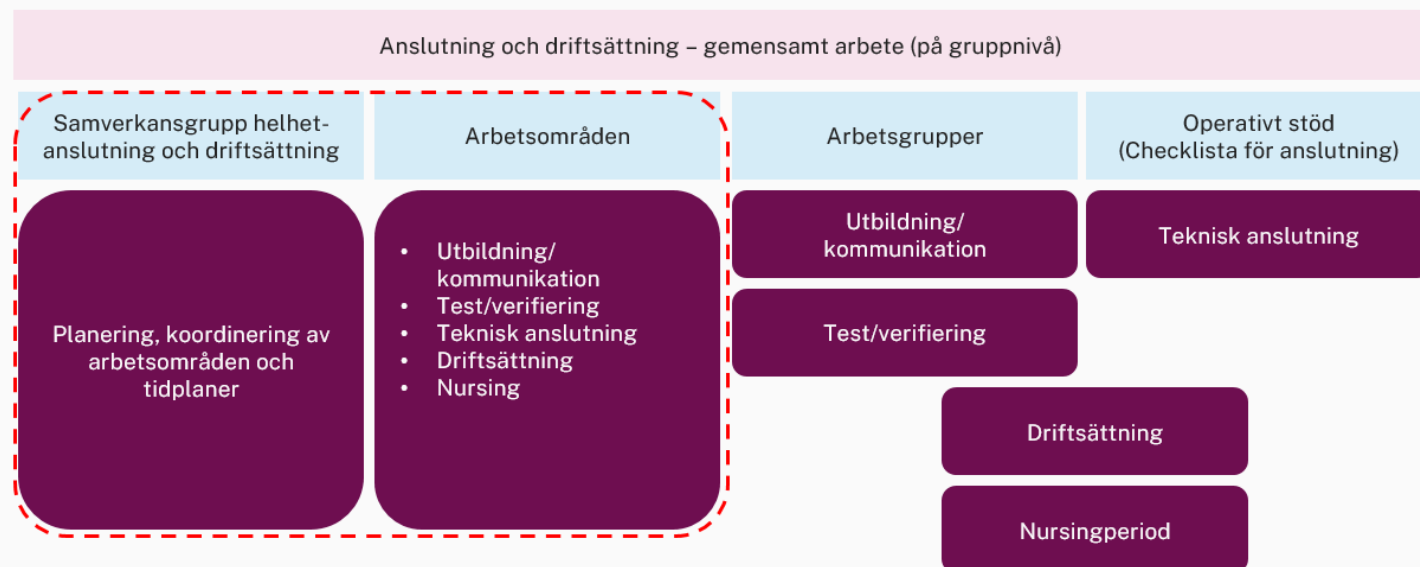 Anslutning och driftsättning – gemensamt arbete (på gruppnivå)
Samverkansgrupp helhet-
anslutning och driftsättning
Arbetsområden
Arbetsgrupper
Operativt stöd
(Checklista för anslutning)
Planering, koordinering av
arbetsområden och
tidplaner
• Utbildning/
kommunikation
• Test/verifiering
• Teknisk anslutning
• Driftsättning
• Nursing
Utbildning/
kommunikation
Teknisk anslutning
Test/verifiering
Driftsättning
Nursingperiod